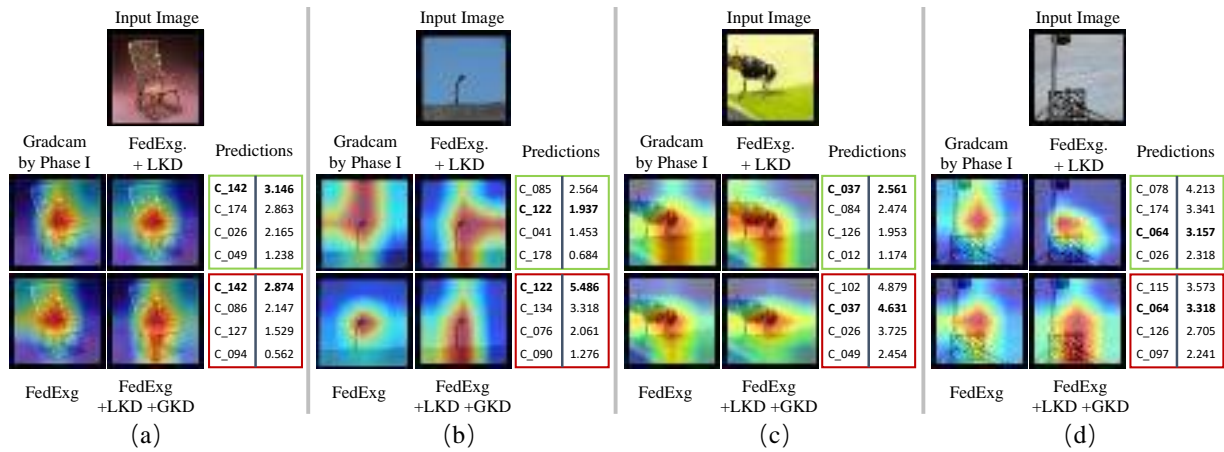 Input Image
Gradcam
by Phase I
FedExg.
+ LKD
Predictions
C_142 3.146
C_174 2.863
C_026 2.165
C_049 1.238
C_142 2.874
C_086 2.147
C_127 1.529
C_094 0.562
FedExg
FedExg
+LKD +GKD
(a)
Input Image
Gradcam
by Phase I
FedExg.
+ LKD
Predictions
C_085 2.564
C_122 1.937
C_041 1.453
C_178 0.684
C_122 5.486
C_134 3.318
C_076 2.061
C_090 1.276
FedExg
FedExg
+LKD +GKD
(b)
Input Image
Gradcam
by Phase I
FedExg.
+ LKD
Predictions
C_037 2.561
C_084 2.474
C_126 1.953
C_012 1.174
C_102 4.879
C_037 4.631
C_026 3.725
C_049 2.454
FedExg
FedExg
+LKD +GKD
(c)
Input Image
Gradcam
by Phase I
FedExg.
+ LKD
Predictions
C_078 4.213
C_174 3.341
C_064 3.157
C_026 2.318
C_115 3.573
C_064 3.318
C_126 2.705
C_097 2.241
FedExg
FedExg
+LKD +GKD
(d)